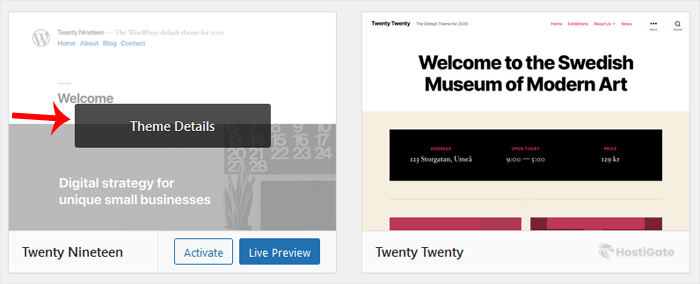 Twenty Nineteen — The WordPress default theme for 2019
Home About Blog Contact
Welcome
Theme Details
Digital strategy for
unique small businesses
Twenty Nineteen
Activate
Live Preview
Twenty Twenty The Default Theme for 2020
Home Exhibitions About Us News
Menu
Search
Welcome to the Swedish
Museum of Modern Art
ADDRESS
123 Storgatan, Umeå
OPEN TODAY
9:00 — 5:00
PRICE
129 kr
Twenty Twenty
HostiGate